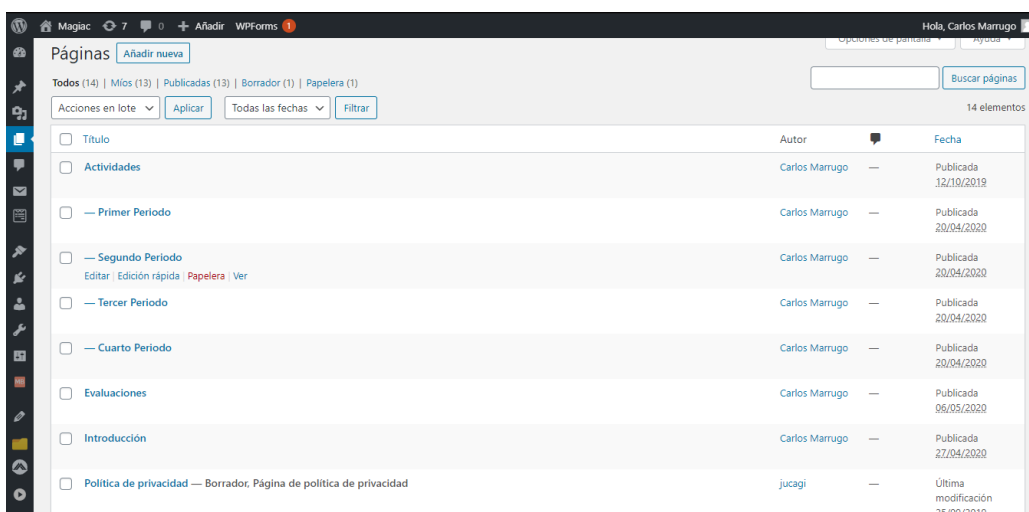 Magiac 7 0 + Añadir WPForms 1 Hola, Carlos Marrugo
Páginas Añadir nueva Opciones de pantalla Ayuda
Todos (14) | Míos (13) | Publicadas (13) | Borrador (1) | Papelera (1) Buscar páginas
Acciones en lote Aplicar Todas las fechas Filtrar 14 elementos
Título Autor Fecha
Actividades Carlos Marrugo — Publicada
12/10/2019
— Primer Periodo Carlos Marrugo — Publicada
20/04/2020
— Segundo Periodo Carlos Marrugo — Publicada
Editar | Edición rápida | Papelera | Ver 20/04/2020
— Tercer Periodo Carlos Marrugo — Publicada
20/04/2020
— Cuarto Periodo Carlos Marrugo — Publicada
20/04/2020
Evaluaciones Carlos Marrugo — Publicada
06/05/2020
Introducción Carlos Marrugo — Publicada
27/04/2020
Política de privacidad — Borrador, Página de política de privacidad jucagi — Última
modificación